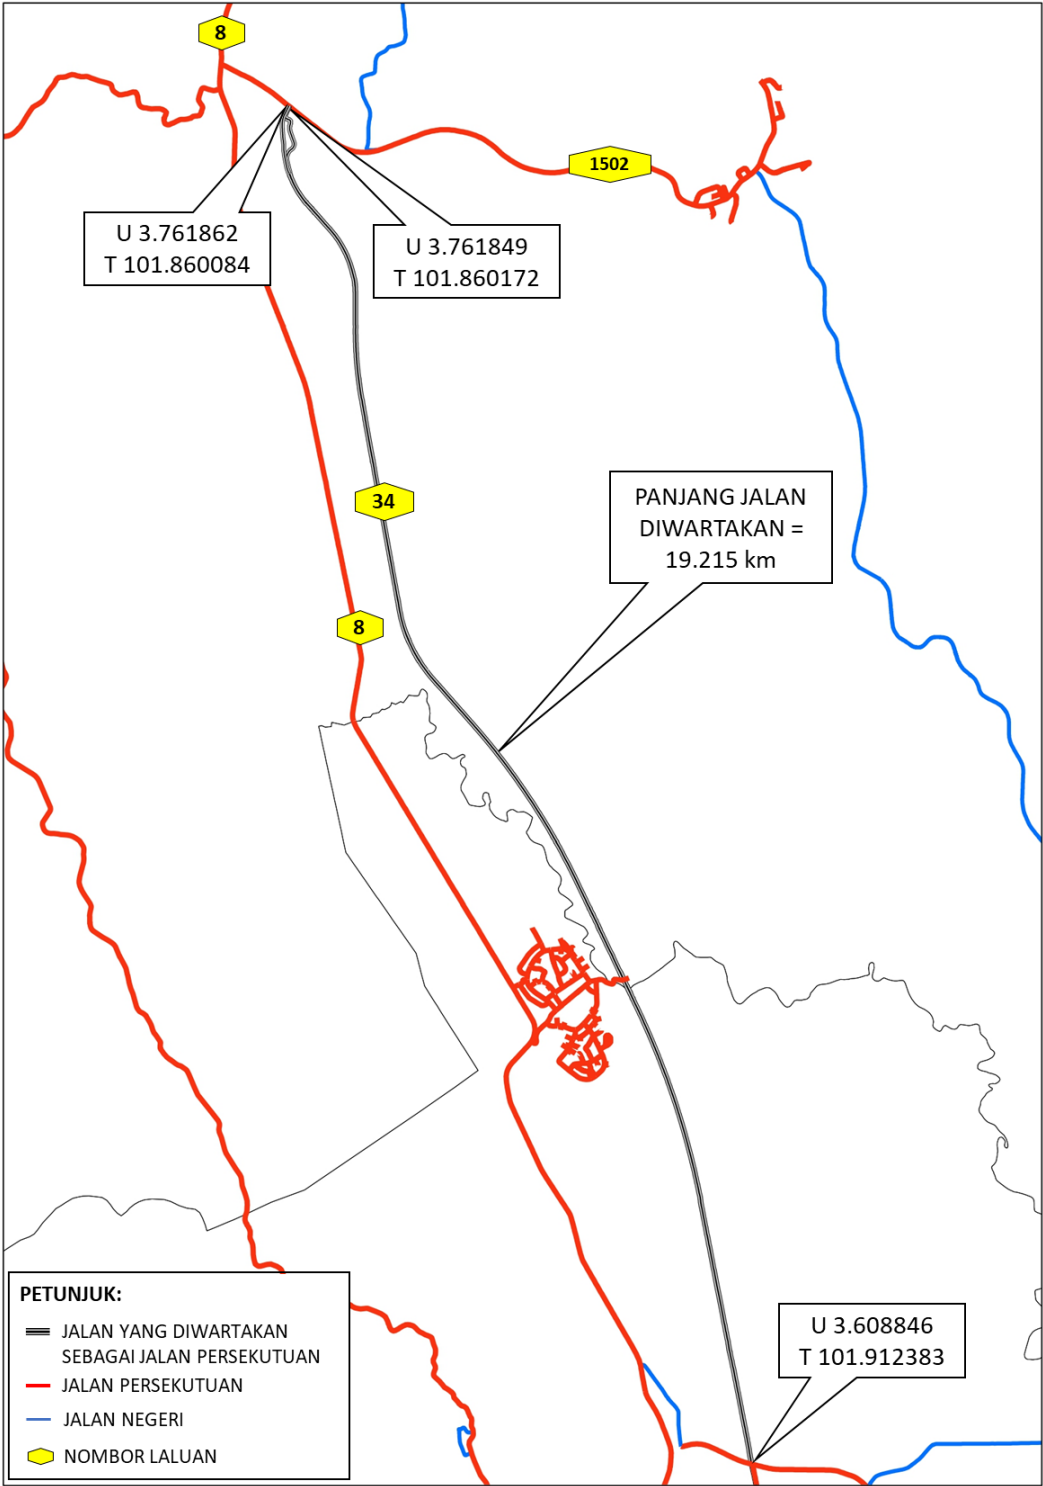 8
1502
U 3.761862
T 101.860084
U 3.761849
T 101.860172
34
PANJANG JALAN
DIWARTAKAN =
19.215 km
8
U 3.608846
T 101.912383
PETUNJUK:
JALAN YANG DIWARTAKAN
SEBAGAI JALAN PERSEKUTUAN
JALAN PERSEKUTUAN
JALAN NEGERI
NOMBOR LALUAN